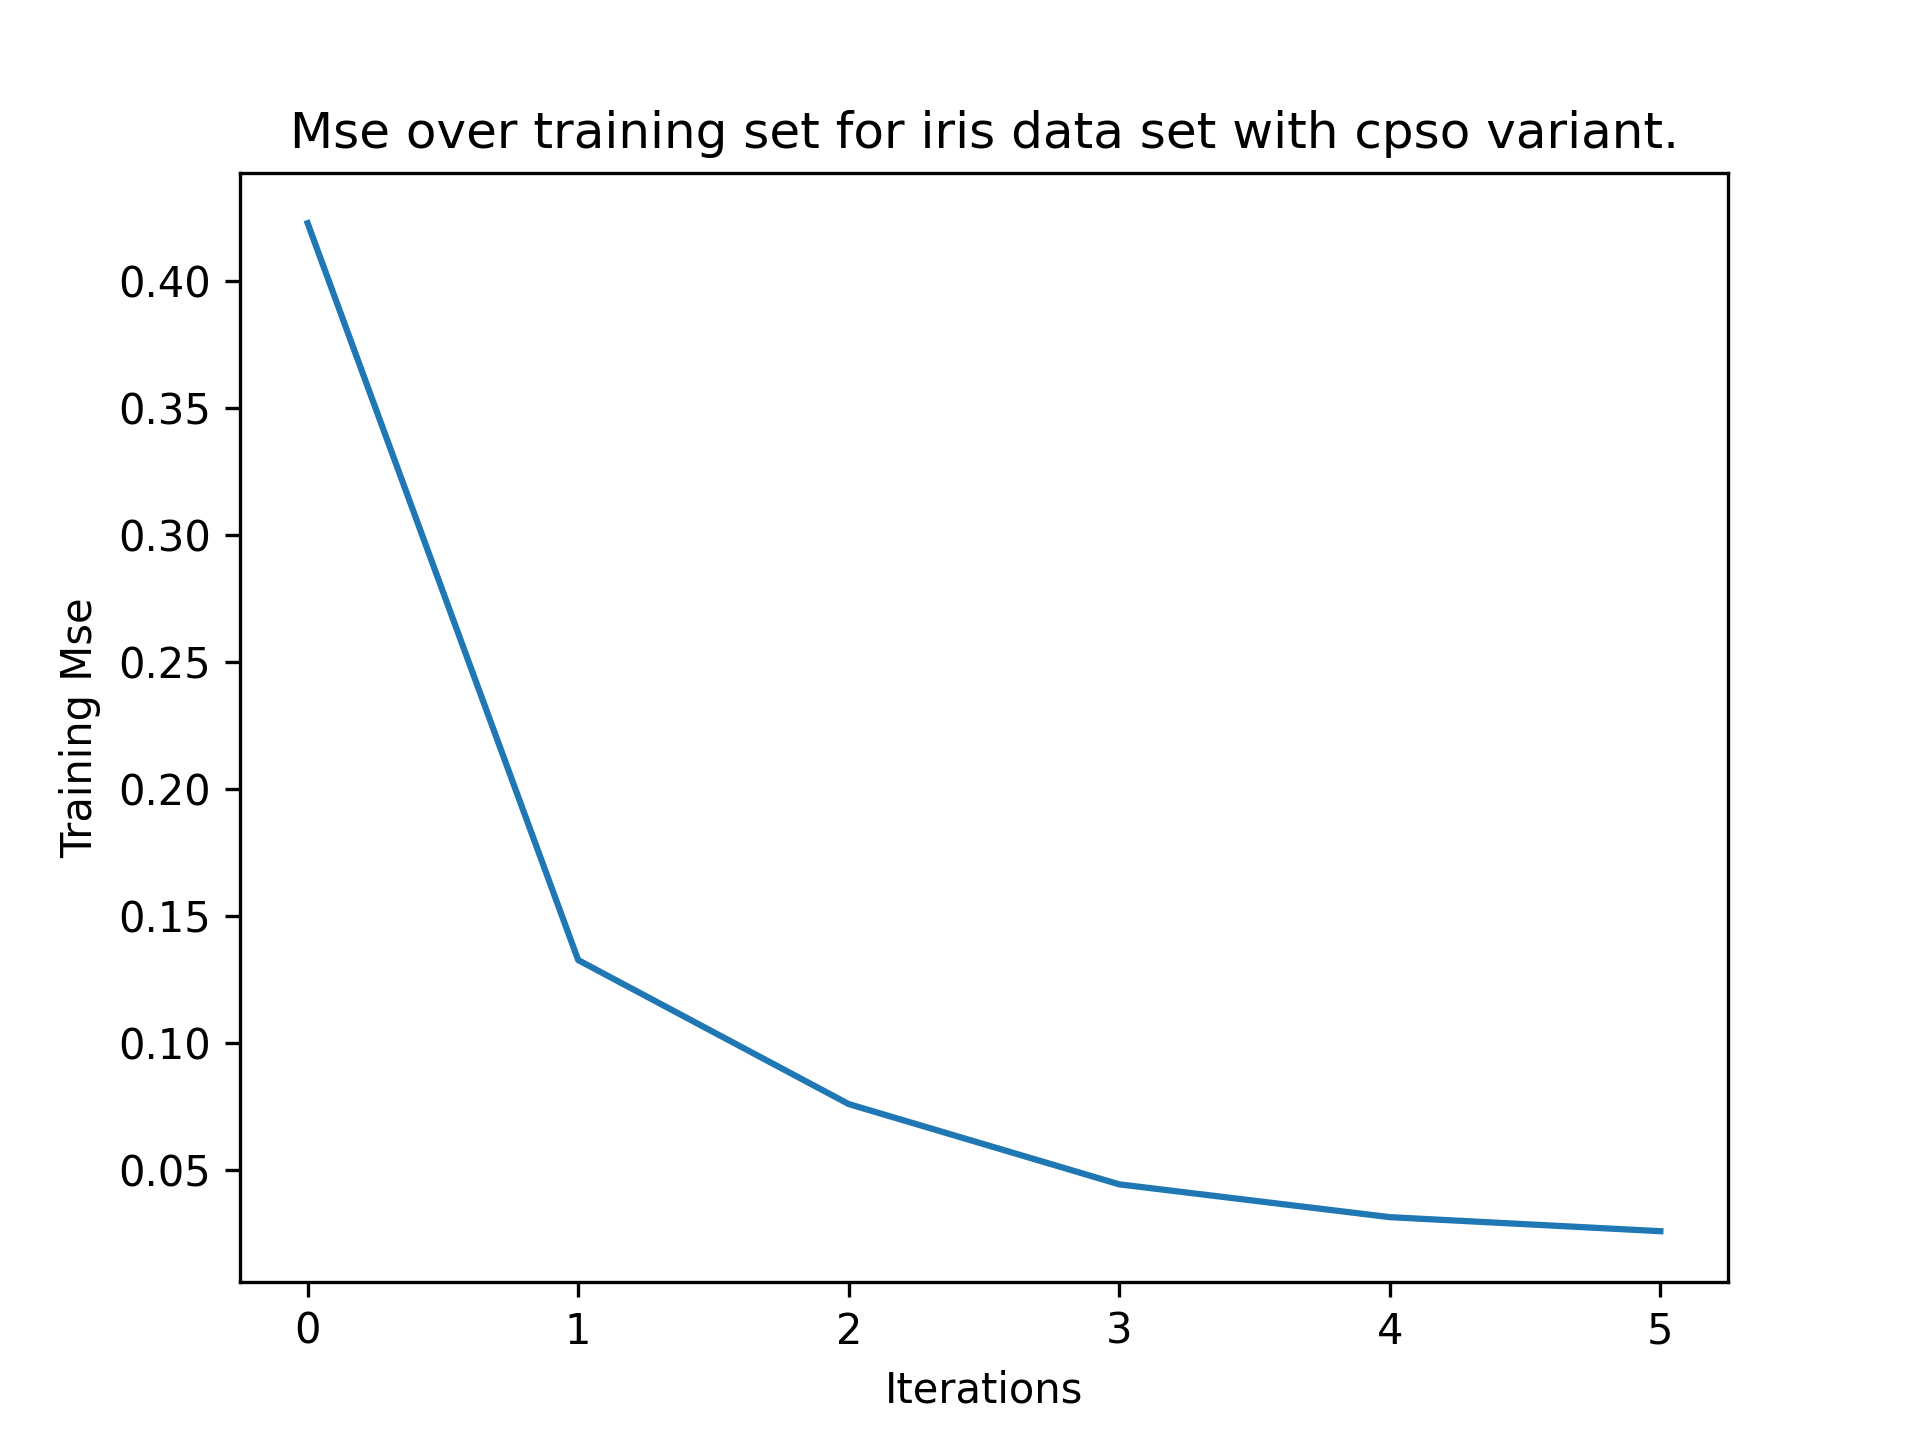 Mse over training set for iris data set with cpso variant.
Training Mse
0.40
0.35
0.30
0.25
0.20
0.15
0.10
0.05
0 1 2 3 4 5
Iterations